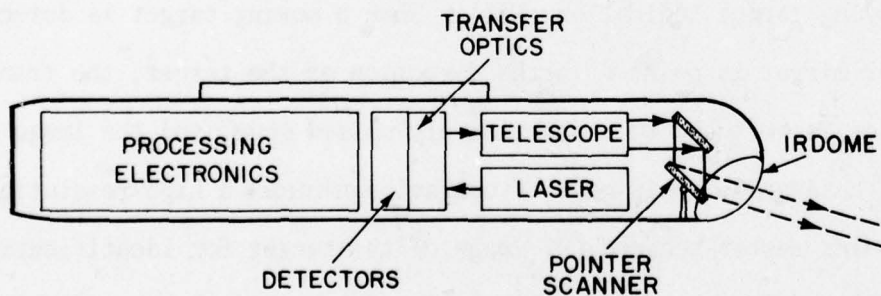 TRANSFER
OPTICS
PROCESSING
ELECTRONICS
TELESCOPE
LASER
IRDOME
DETECTORS
POINTER
SCANNER